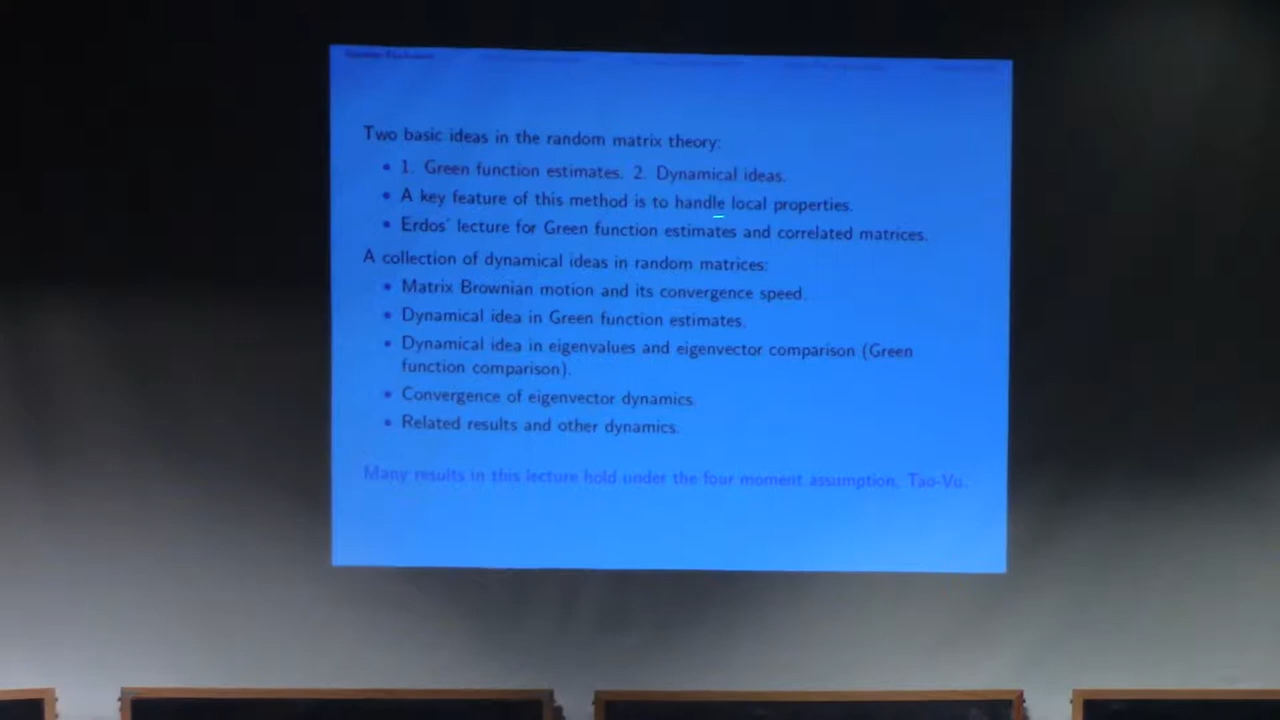 Two basic ideas in the random matrix theory:
• 1. Green function estimates. 2. Dynamical ideas.
• A key feature of this method is to handle local properties.
• Erdos' lecture for Green function estimates and correlated matrices.
A collection of dynamical ideas in random matrices:
• Matrix Brownian motion and its convergence speed.
• Dynamical idea in Green function estimates.
• Dynamical idea in eigenvalues and eigenvector comparison (Green
function comparison).
• Convergence of eigenvector dynamics.
• Related results and other dynamics.
Many results in this lecture hold under the four moment assumption, Tao-Vu.